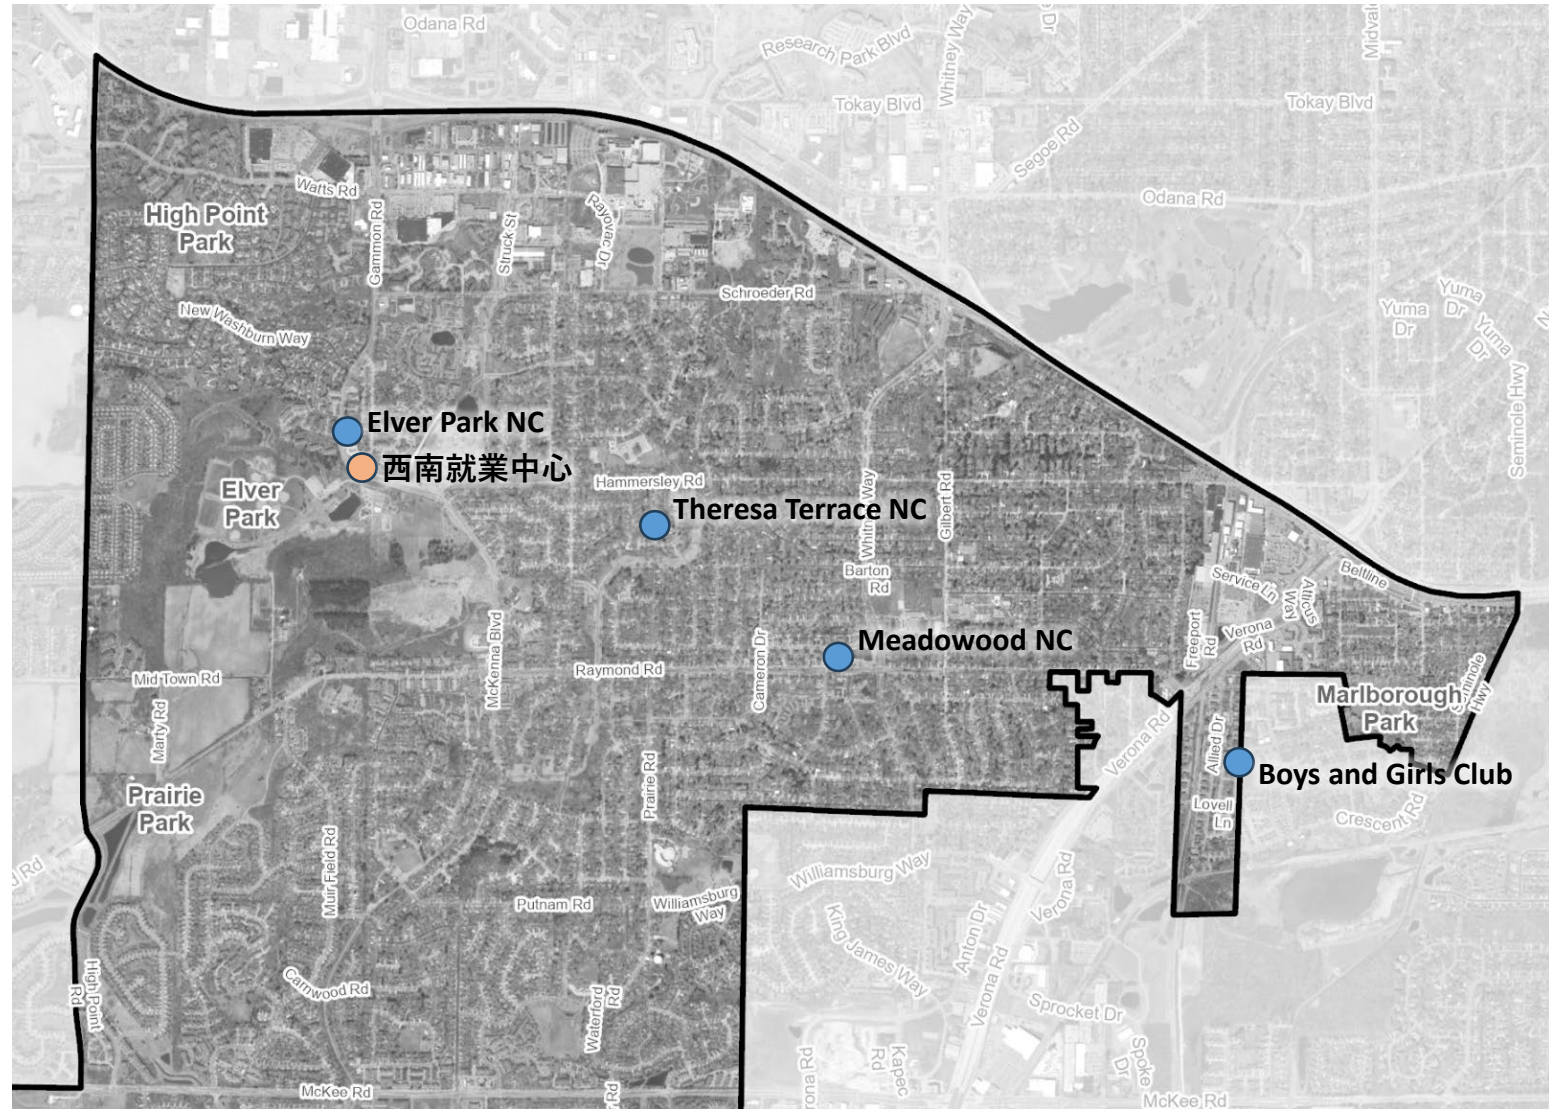 Odana Rd
Research Park Blvd
Whitney Way
Dr
Midval
Tokay Blvd
Tokay Blvd
Segoe Rd
Watts Rd
Odana Rd
High Point
Park
Gammon Rd
Struck St
Rayovac Dr
Schroeder Rd
New Washburn Way
Yuma
Dr
Yuma
Dr
Yuma
Dr
Seminole Hwy
Elver Park NC
西南就業中心
Elver
Park
Hammersley Rd
Theresa Terrace NC
Gilbert Rd
Barton
Rd
Service Ln
Atticus
Way
Beltline
Freeport
Rd
Verona
Rd
Meadowood NC
Mid Town Rd
McKenna Blvd
Raymond Rd
Cameron Dr
Marty Rd
Marlborough
Park
Hwy
Allied Dr
Verona Rd
Boys and Girls Club
Prairie
Park
Prairie Rd
Lovell
Ln
Crescent Rd
Muir Field Rd
Putnam Rd
Williamsburg
Way
Williamsburg Way
King James Way
Anton Dr
Verona Rd
Verona Rd
High Point
Rd
Carnwood Rd
Waterford
Rd
Sprocket Dr
Spoke
Dr
Kapec
Rd
rona Rd
d Rd
McKee Rd
Rd
McKee Rd